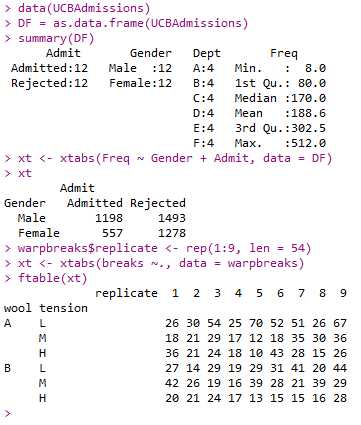 > data(UCBAdmissions)
> DF = as.data.frame(UCBAdmissions)
> summary(DF)
      Admit       Gender   Dept       Freq      
 Admitted:12   Male  :12   A:4   Min.   :  8.0  
 Rejected:12   Female:12   B:4   1st Qu.: 80.0  
                           C:4   Median :170.0  
                           D:4   Mean   :188.6  
                           E:4   3rd Qu.:302.5  
                           F:4   Max.   :512.0  
> xt <- xtabs(Freq ~ Gender + Admit, data = DF)
> xt
        Admit
Gender   Admitted Rejected
  Male       1198     1493
  Female      557     1278
> warpbreaks$replicate <- rep(1:9, len = 54)
> xt <- xtabs(breaks ~., data = warpbreaks)
> ftable(xt)
             replicate  1  2  3  4  5  6  7  8  9
wool tension                                     
A    L                 26 30 54 25 70 52 51 26 67
     M                 18 21 29 17 12 18 35 30 36
     H                 36 21 24 18 10 43 28 15 26
B    L                 27 14 29 19 29 31 41 20 44
     M                 42 26 19 16 39 28 21 39 29
     H                 20 21 24 17 13 15 15 16 28
>